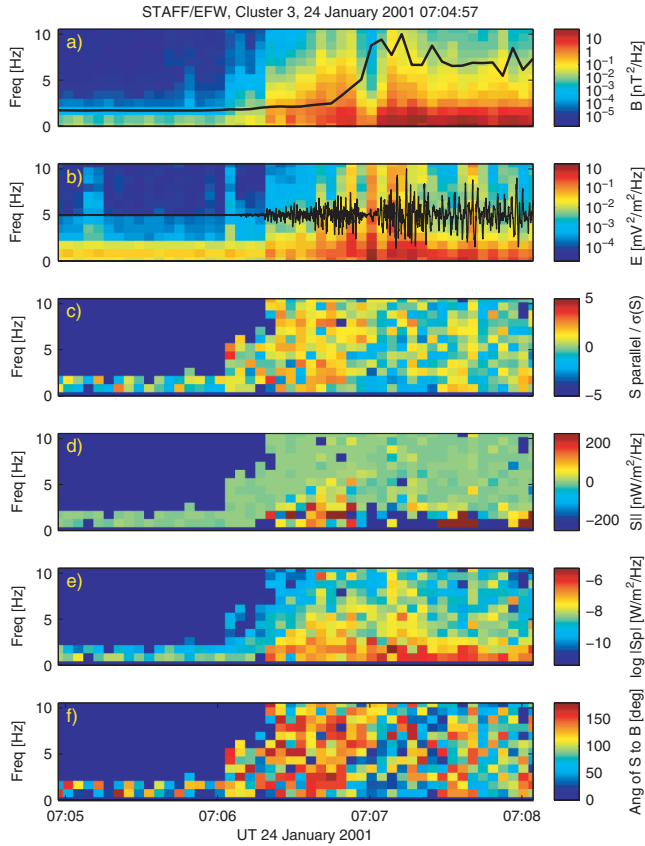 STAFF/EFW, Cluster 3, 24 January 2001 07:04:57
a)
Freq [Hz]
10
5
0
10
1
10⁻¹
10⁻²
10⁻³
10⁻⁴
10⁻⁵
B [nT⁻²/Hz]
b)
Freq [Hz]
10
5
0
10
10⁻¹
10⁻²
10⁻³
10⁻⁴
E [mV²/m²/Hz]
c)
Freq [Hz]
10
5
0
5
0
−5
S parallel / σ(S)
d)
Freq [Hz]
10
5
0
200
0
−200
SII [nW/m²/Hz]
e)
Freq [Hz]
10
5
0
−6
−8
−10
log |Sp| [W/m²/Hz]
f)
Freq [Hz]
10
5
0
150
100
50
0
Ang of S to B [deg]
07:05
07:06
07:07
07:08
UT 24 January 2001